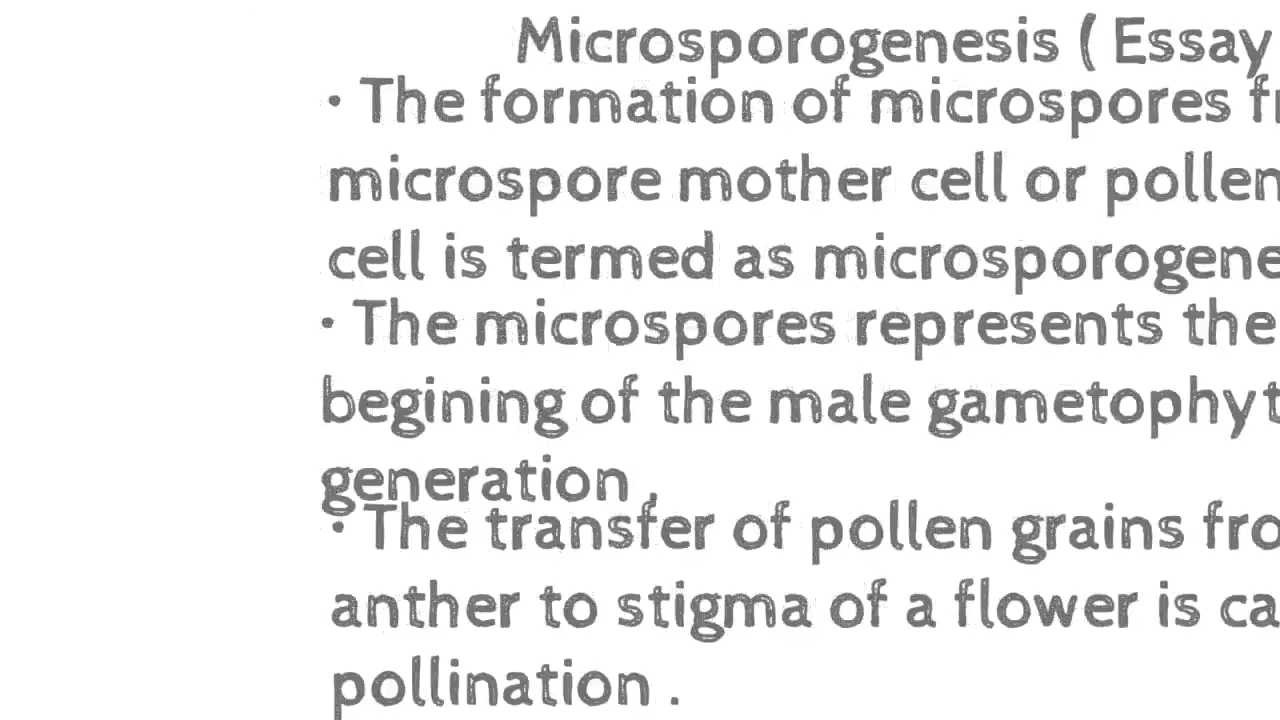 Microsporogenesis ( Essay
• The formation of microspores fr
microspore mother cell or pollen
cell is termed as microsporogene
• The microspores represents the
begining of the male gametophyt
generation .
• The transfer of pollen grains fro
anther to stigma of a flower is ca
pollination .